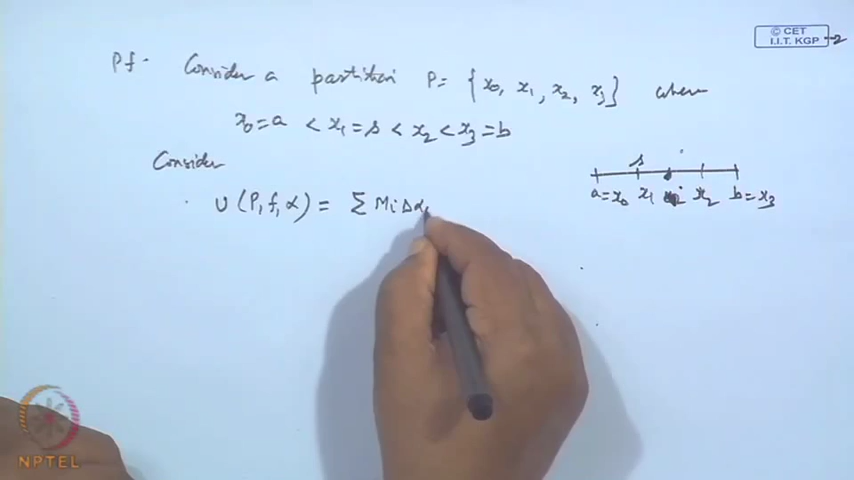 © CET
I.I.T. KGP
Pf. Consider a partition P = {x₀, x₁, x₂, x₃} where
x₀ = a < x₁ = s < x₂ < x₃ = b
Consider
s
a=x₀ x₁ x₂ b=x₃
U(P, f, α) = Σ Mᵢ Δαᵢ
NPTEL